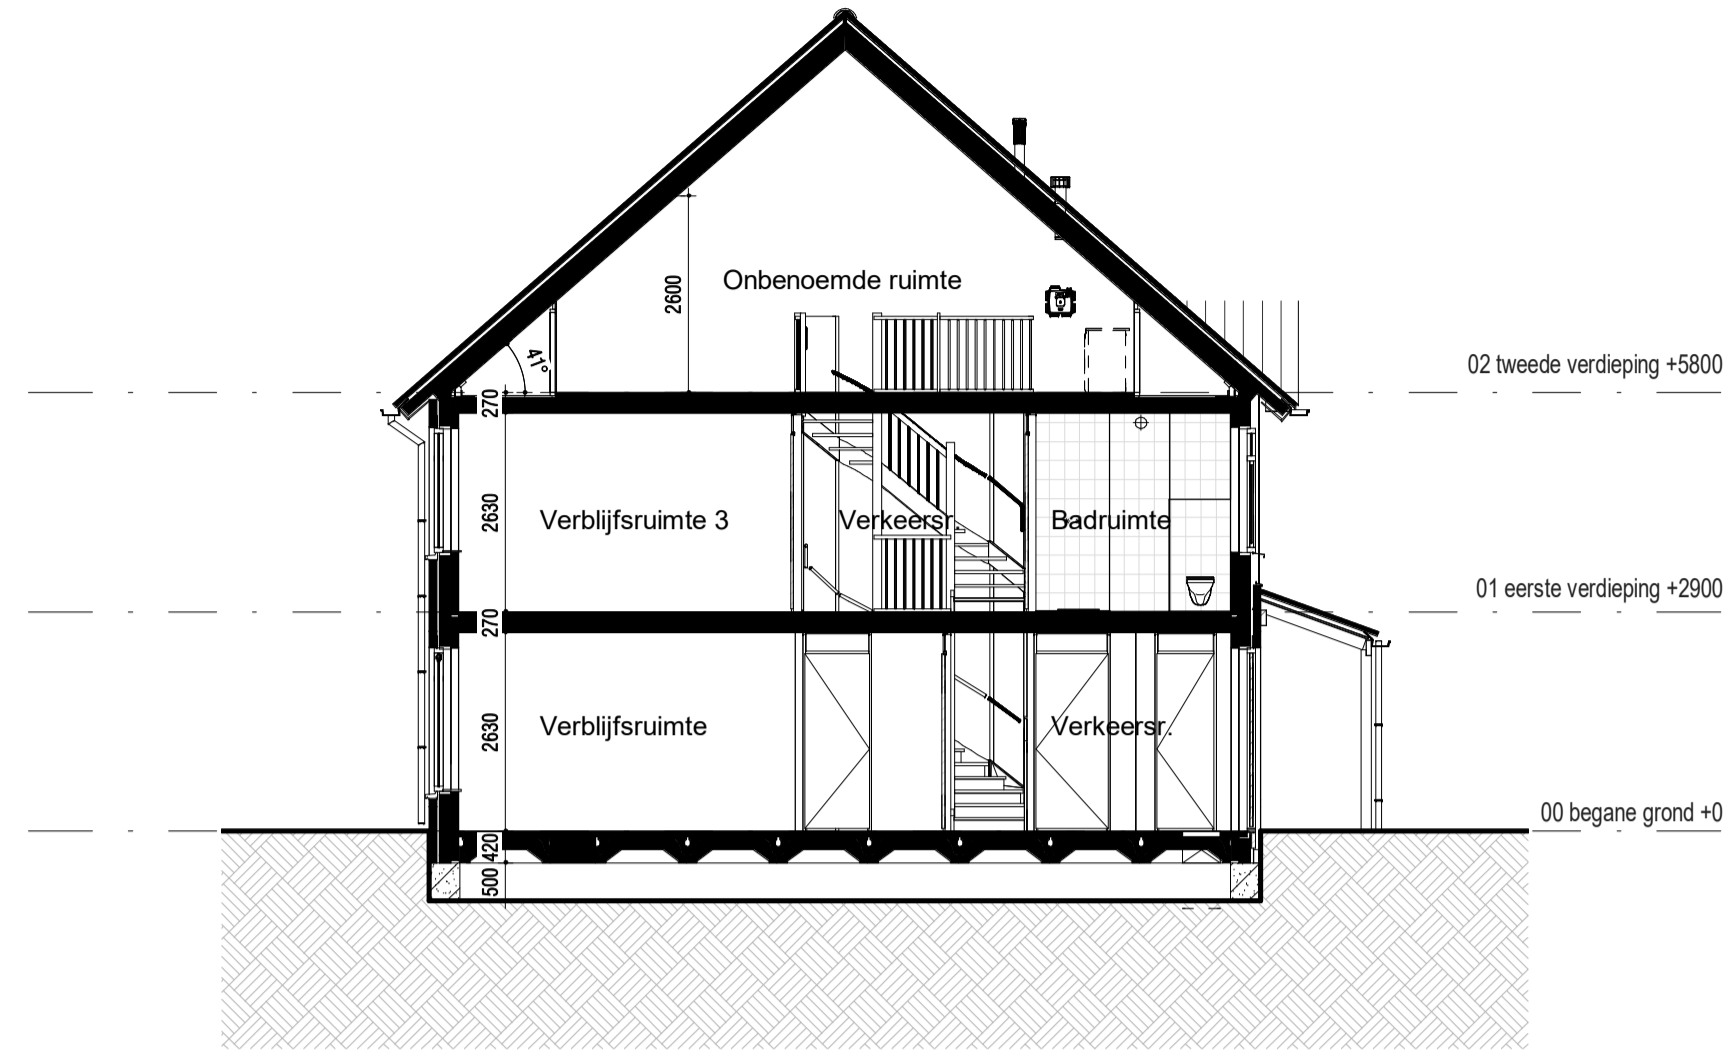 2600
Onbenoemde ruimte
41°
02 tweede verdieping +5800
270
2630
Verblijfsruimte 3
Verkeersr.
Badruimte
01 eerste verdieping +2900
270
2630
Verblijfsruimte
Verkeersr.
00 begane grond +0
420
500